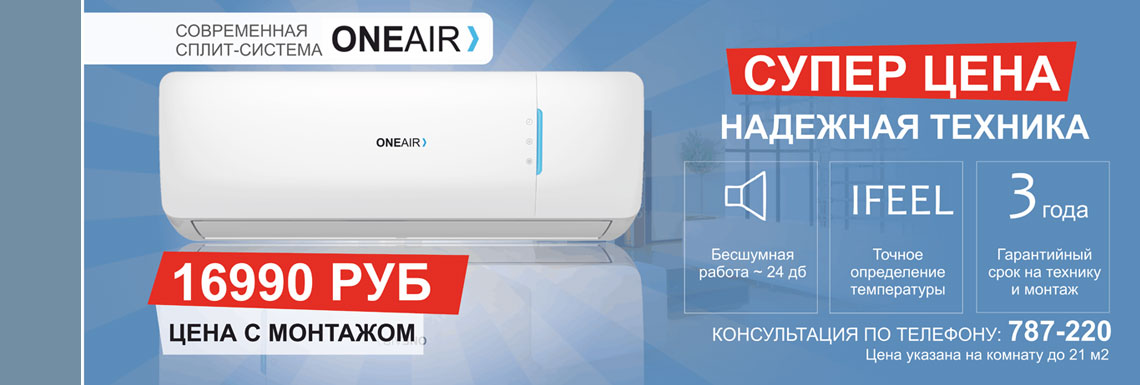 СОВРЕМЕННАЯ
СПЛИТ-СИСТЕМА ONEAIR
ONEAIR
16990 РУБ
ЦЕНА С МОНТАЖОМ
СУПЕР ЦЕНА
НАДЕЖНАЯ ТЕХНИКА
Бесшумная
работа ~ 24 дб
IFEEL
Точное
определение
температуры
3 года
Гарантийный
срок на технику
и монтаж
КОНСУЛЬТАЦИЯ ПО ТЕЛЕФОНУ: 787-220
Цена указана на комнату до 21 м2